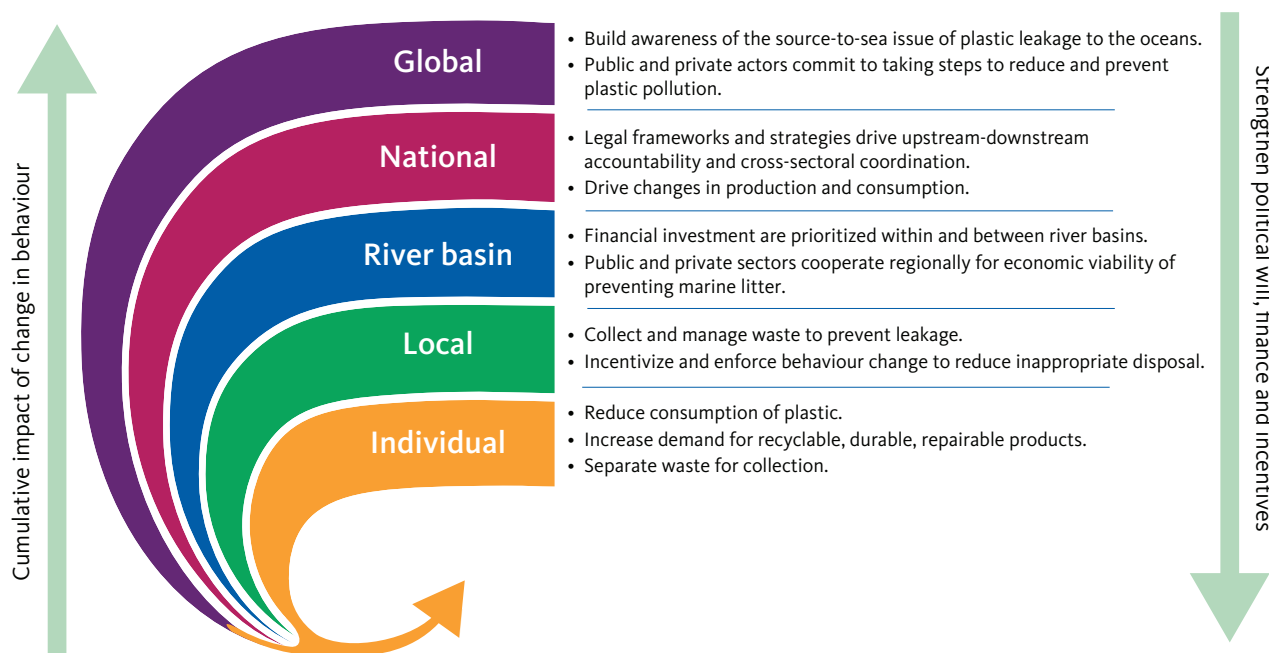 Cumulative impact of change in behaviour
Global
• Build awareness of the source-to-sea issue of plastic leakage to the oceans.
• Public and private actors commit to taking steps to reduce and prevent
plastic pollution.
National
• Legal frameworks and strategies drive upstream-downstream
accountability and cross-sectoral coordination.
• Drive changes in production and consumption.
River basin
• Financial investment are prioritized within and between river basins.
• Public and private sectors cooperate regionally for economic viability of
preventing marine litter.
Local
• Collect and manage waste to prevent leakage.
• Incentivize and enforce behaviour change to reduce inappropriate disposal.
Individual
• Reduce consumption of plastic.
• Increase demand for recyclable, durable, repairable products.
• Separate waste for collection.
Strengthen political will, finance and incentives